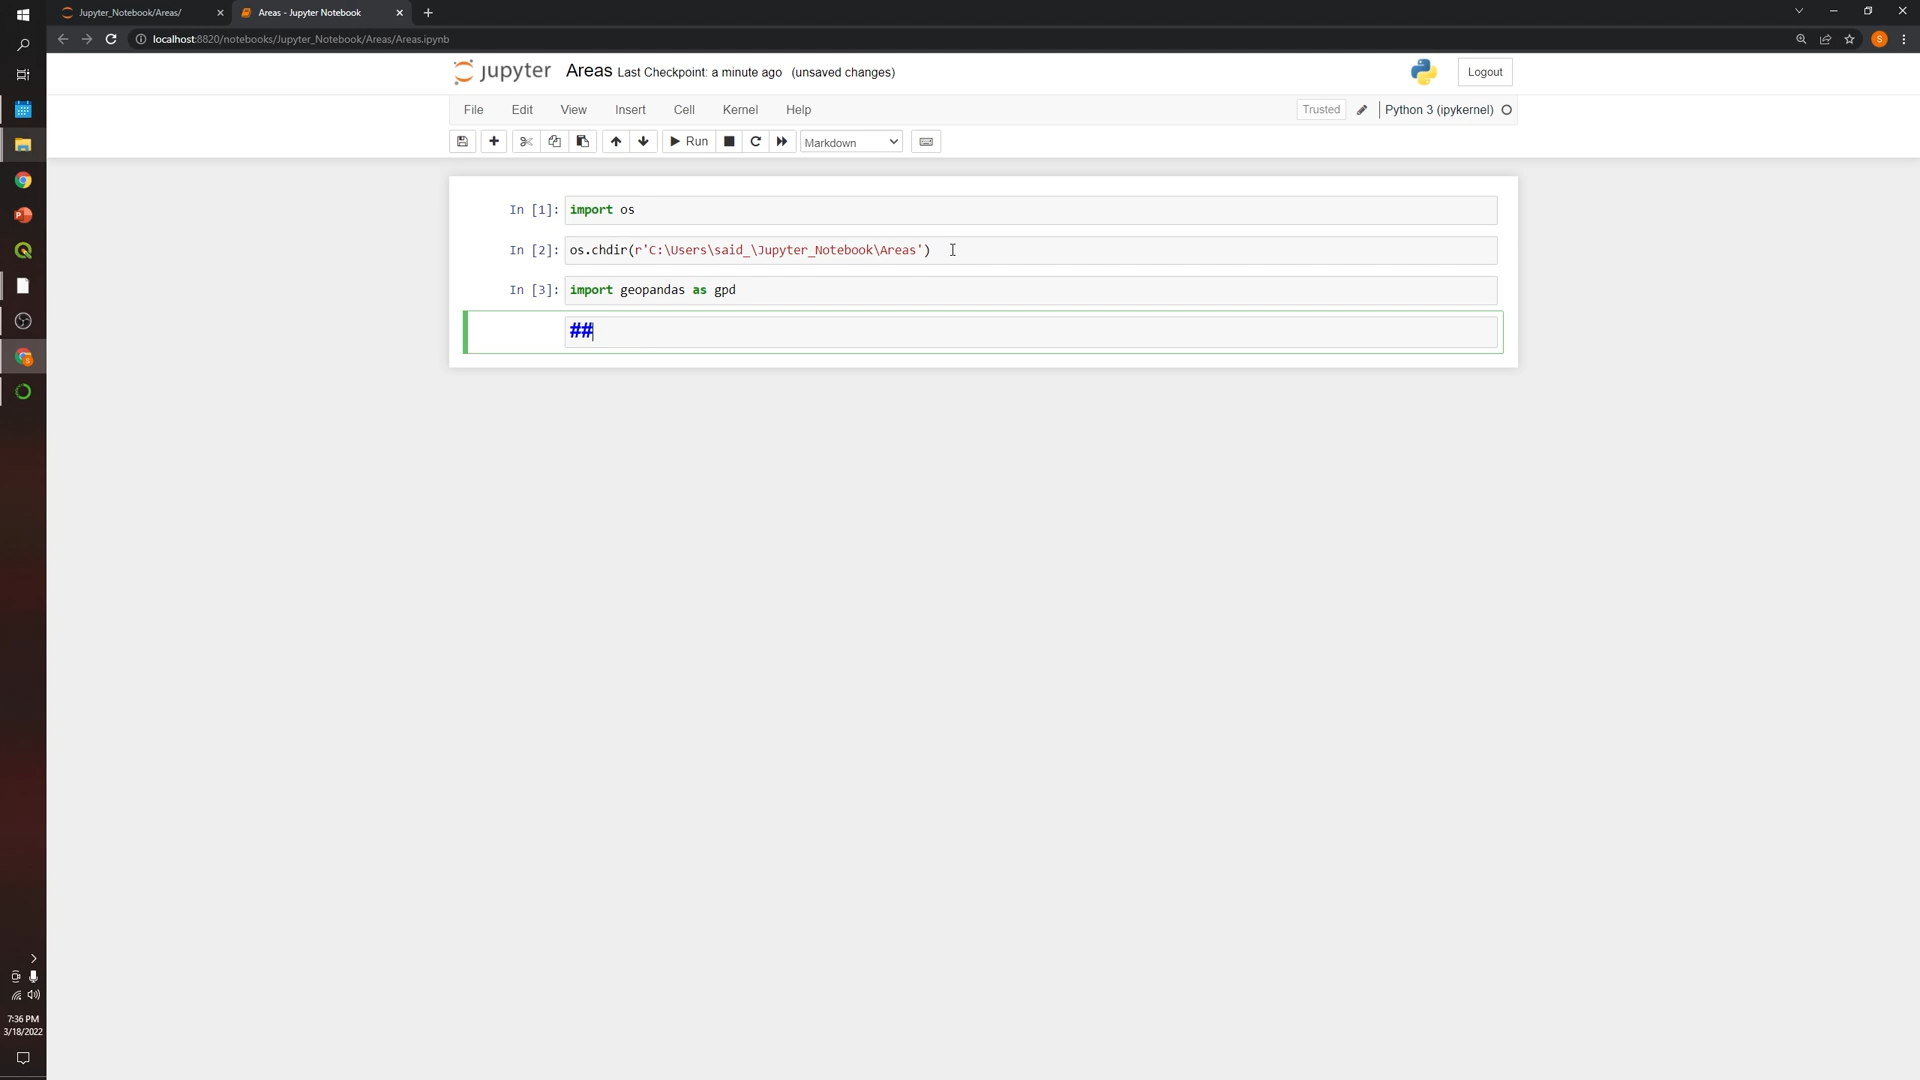 Jupyter_Notebook/Areas/
Areas - Jupyter Notebook
localhost:8820/notebooks/Jupyter_Notebook/Areas/Areas.ipynb
S
jupyter Areas Last Checkpoint: a minute ago (unsaved changes)
Logout
File Edit View Insert Cell Kernel Help
Trusted
Python 3 (ipykernel)
Run
Markdown
In [1]: import os
In [2]: os.chdir(r'C:\Users\said_\Jupyter_Notebook\Areas')
In [3]: import geopandas as gpd
##
7:36 PM
3/18/2022